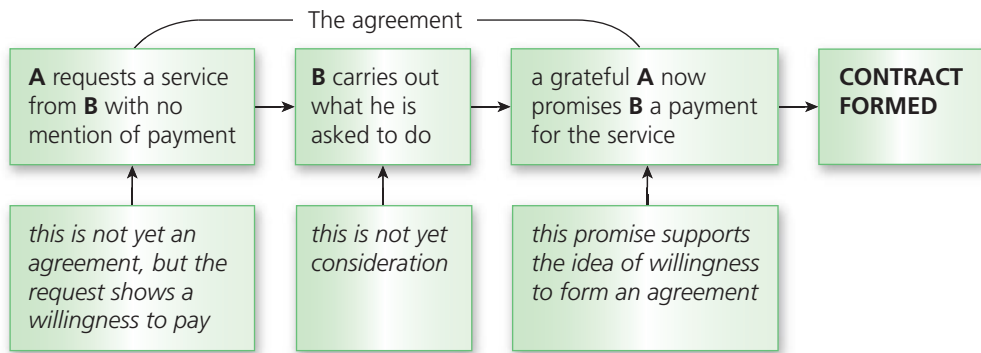 The agreement
A requests a service
from B with no
mention of payment
B carries out
what he is
asked to do
a grateful A now
promises B a payment
for the service
CONTRACT
FORMED
this is not yet an
agreement, but the
request shows a
willingness to pay
this is not yet
consideration
this promise supports
the idea of willingness
to form an agreement